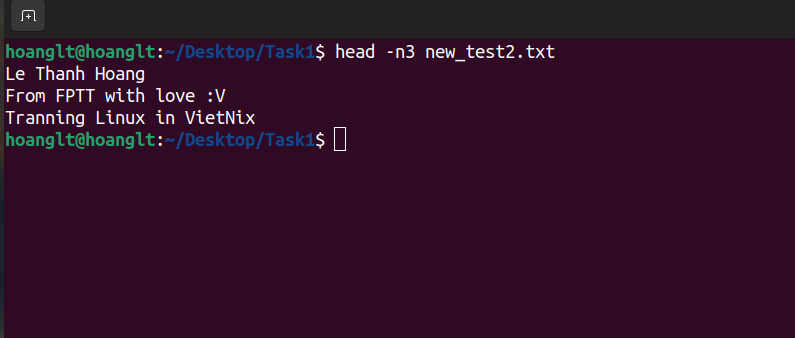 hoanglt@hoanglt:~/Desktop/Task1$ head -n3 new_test2.txt
Le Thanh Hoang
From FPTT with love :V
Tranning Linux in VietNix
hoanglt@hoanglt:~/Desktop/Task1$